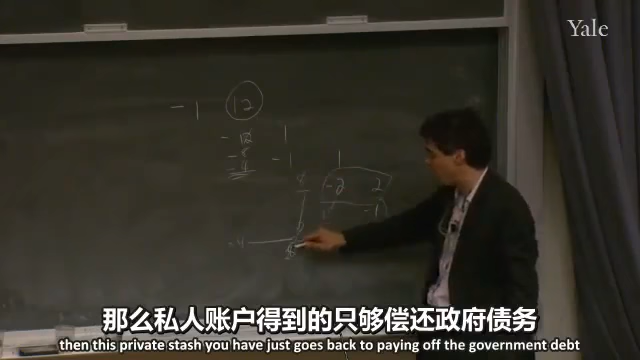 Yale
-1 12
1
-1 1
-2 2
-1
那么私人账户得到的只够偿还政府债务
then this private stash you have just goes back to paying off the government debt